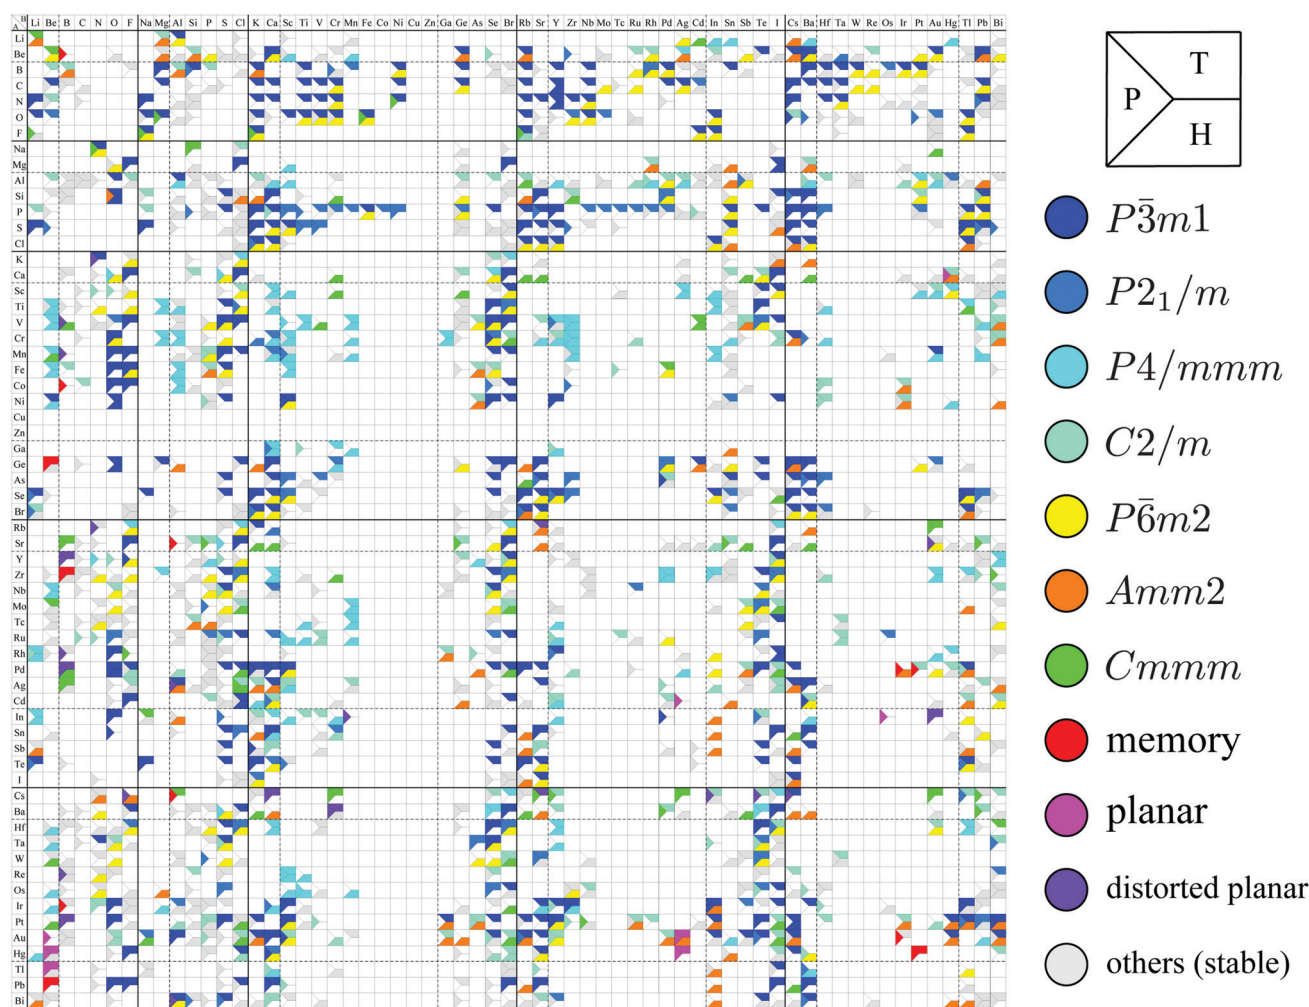 B
A
Li Be B C N O F Na Mg Al Si P S Cl K Ca Sc Ti V Cr Mn Fe Co Ni Cu Zn Ga Ge As Se Br Rb Sr Y Zr Nb Mo Tc Ru Rh Pd Ag Cd In Sn Sb Te I Cs Ba Hf Ta W Re Os Ir Pt Au Hg Tl Pb Bi
Li
Be
B
C
N
O
F
Na
Mg
Al
Si
P
S
Cl
K
Ca
Sc
Ti
V
Cr
Mn
Fe
Co
Ni
Cu
Zn
Ga
Ge
As
Se
Br
Rb
Sr
Y
Zr
Nb
Mo
Tc
Ru
Rh
Pd
Ag
Cd
In
Sn
Sb
Te
I
Cs
Ba
Hf
Ta
W
Re
Os
Ir
Pt
Au
Hg
Tl
Pb
Bi
T
P
H
P3̄m1
P2₁/m
P4/mmm
C2/m
P6̄m2
Amm2
Cmmm
memory
planar
distorted planar
others (stable)